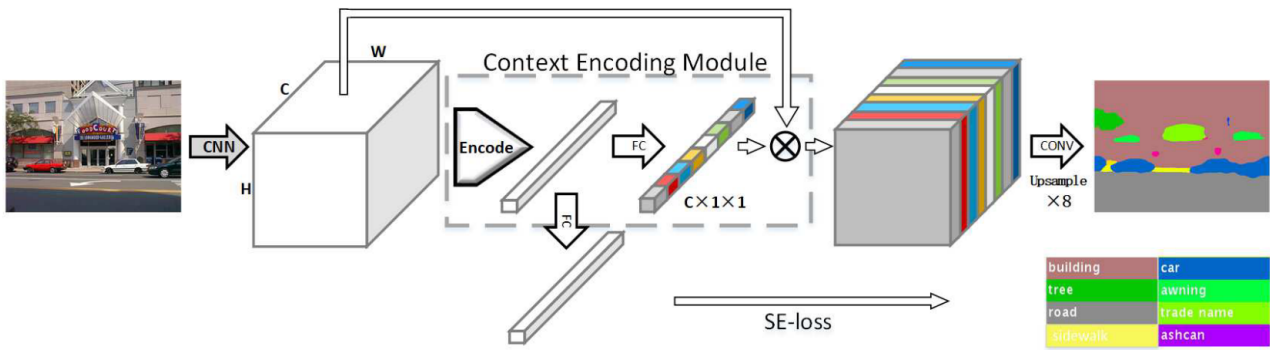 W
Context Encoding Module
C
FOODCOURT
CNN
Encode
FC
CONV
H
Upsample
×8
C×1×1
FC
building
car
tree
awning
road
trade name
sidewalk
ashcan
SE-loss